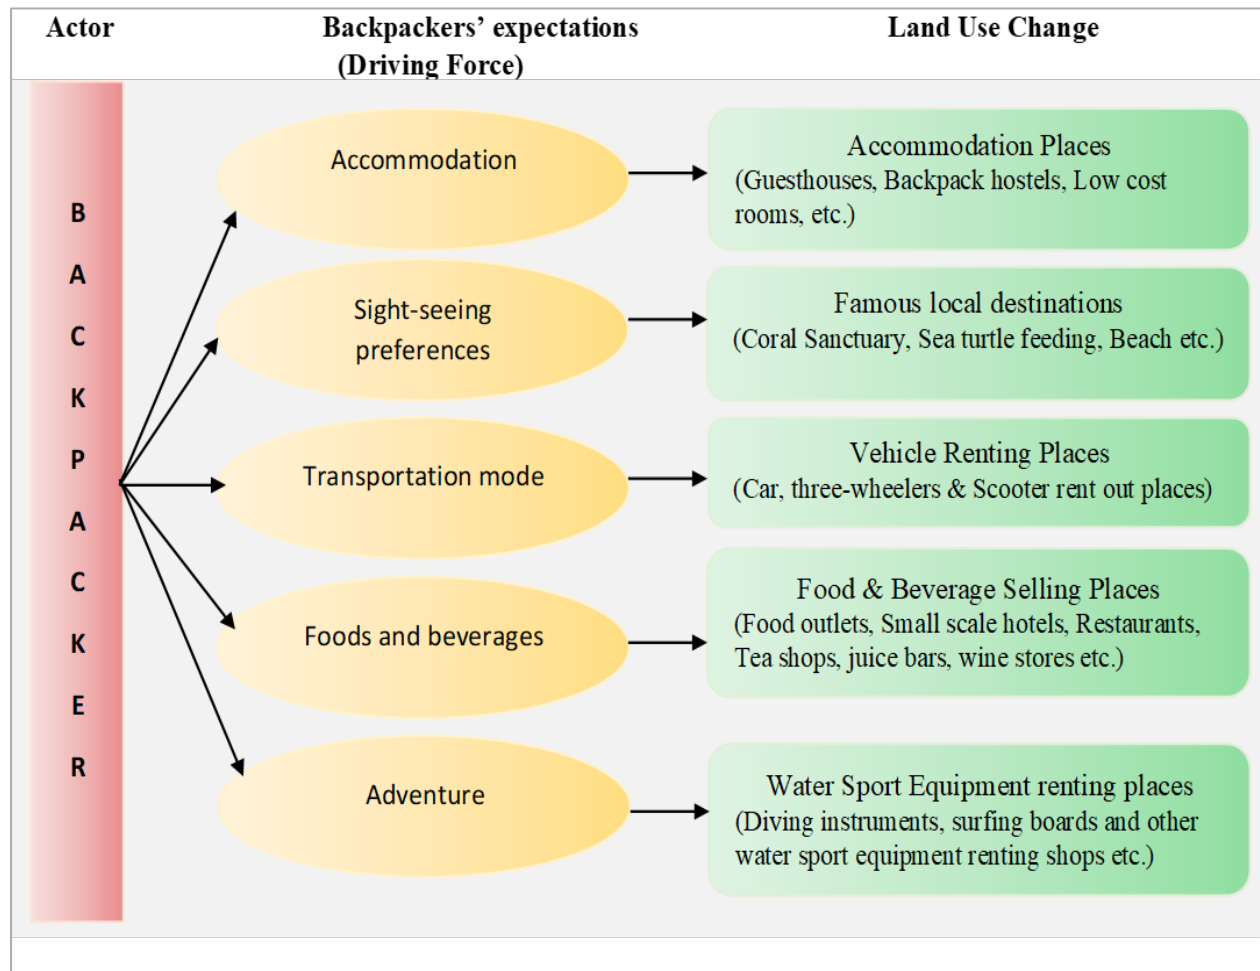 Actor
Backpackers’ expectations
(Driving Force)
Land Use Change
B
A
C
K
P
A
C
K
E
R
Accommodation
Accommodation Places
(Guesthouses, Backpack hostels, Low cost
rooms, etc.)
Sight-seeing
preferences
Famous local destinations
(Coral Sanctuary, Sea turtle feeding, Beach etc.)
Transportation mode
Vehicle Renting Places
(Car, three-wheelers & Scooter rent out places)
Foods and beverages
Food & Beverage Selling Places
(Food outlets, Small scale hotels, Restaurants,
Tea shops, juice bars, wine stores etc.)
Adventure
Water Sport Equipment renting places
(Diving instruments, surfing boards and other
water sport equipment renting shops etc.)